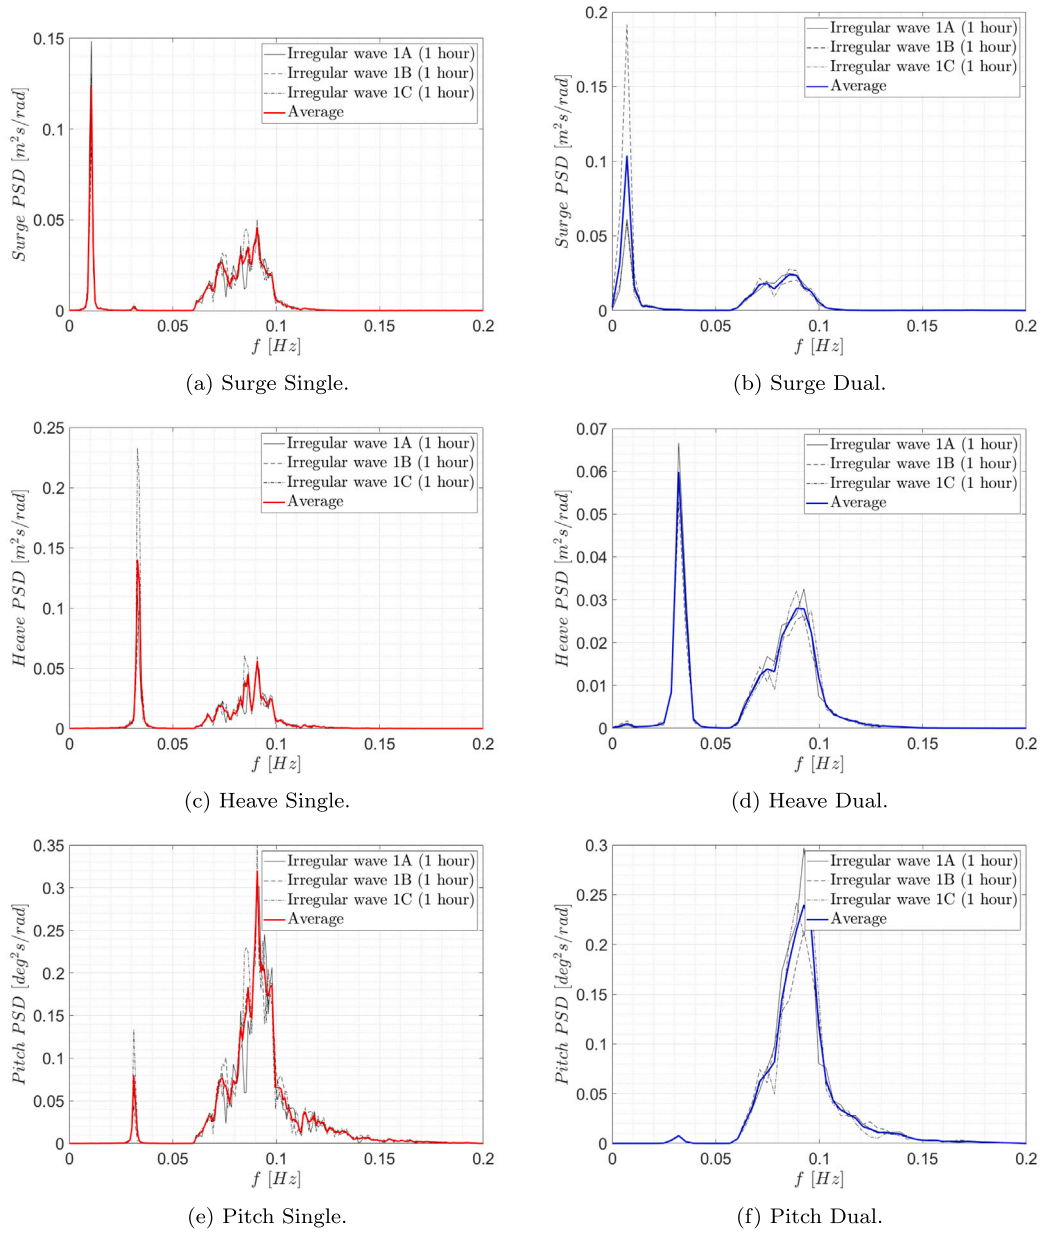 Surge PSD [m²s/rad]
0.15
0.1
0.05
0
0 0.05 0.1 0.15 0.2
f [Hz]
Irregular wave 1A (1 hour)
Irregular wave 1B (1 hour)
Irregular wave 1C (1 hour)
Average
(a) Surge Single.
Surge PSD [m²s/rad]
0.2
0.15
0.1
0.05
0
0 0.05 0.1 0.15 0.2
f [Hz]
Irregular wave 1A (1 hour)
Irregular wave 1B (1 hour)
Irregular wave 1C (1 hour)
Average
(b) Surge Dual.
Heave PSD [m²s/rad]
0.25
0.2
0.15
0.1
0.05
0
0 0.05 0.1 0.15 0.2
f [Hz]
Irregular wave 1A (1 hour)
Irregular wave 1B (1 hour)
Irregular wave 1C (1 hour)
Average
(c) Heave Single.
Heave PSD [m²s/rad]
0.07
0.06
0.05
0.04
0.03
0.02
0.01
0
0 0.05 0.1 0.15 0.2
f [Hz]
Irregular wave 1A (1 hour)
Irregular wave 1B (1 hour)
Irregular wave 1C (1 hour)
Average
(d) Heave Dual.
Pitch PSD [deg²s/rad]
0.35
0.3
0.25
0.2
0.15
0.1
0.05
0
0 0.05 0.1 0.15 0.2
f [Hz]
Irregular wave 1A (1 hour)
Irregular wave 1B (1 hour)
Irregular wave 1C (1 hour)
Average
(e) Pitch Single.
Pitch PSD [deg²s/rad]
0.3
0.25
0.2
0.15
0.1
0.05
0
0 0.05 0.1 0.15 0.2
f [Hz]
Irregular wave 1A (1 hour)
Irregular wave 1B (1 hour)
Irregular wave 1C (1 hour)
Average
(f) Pitch Dual.